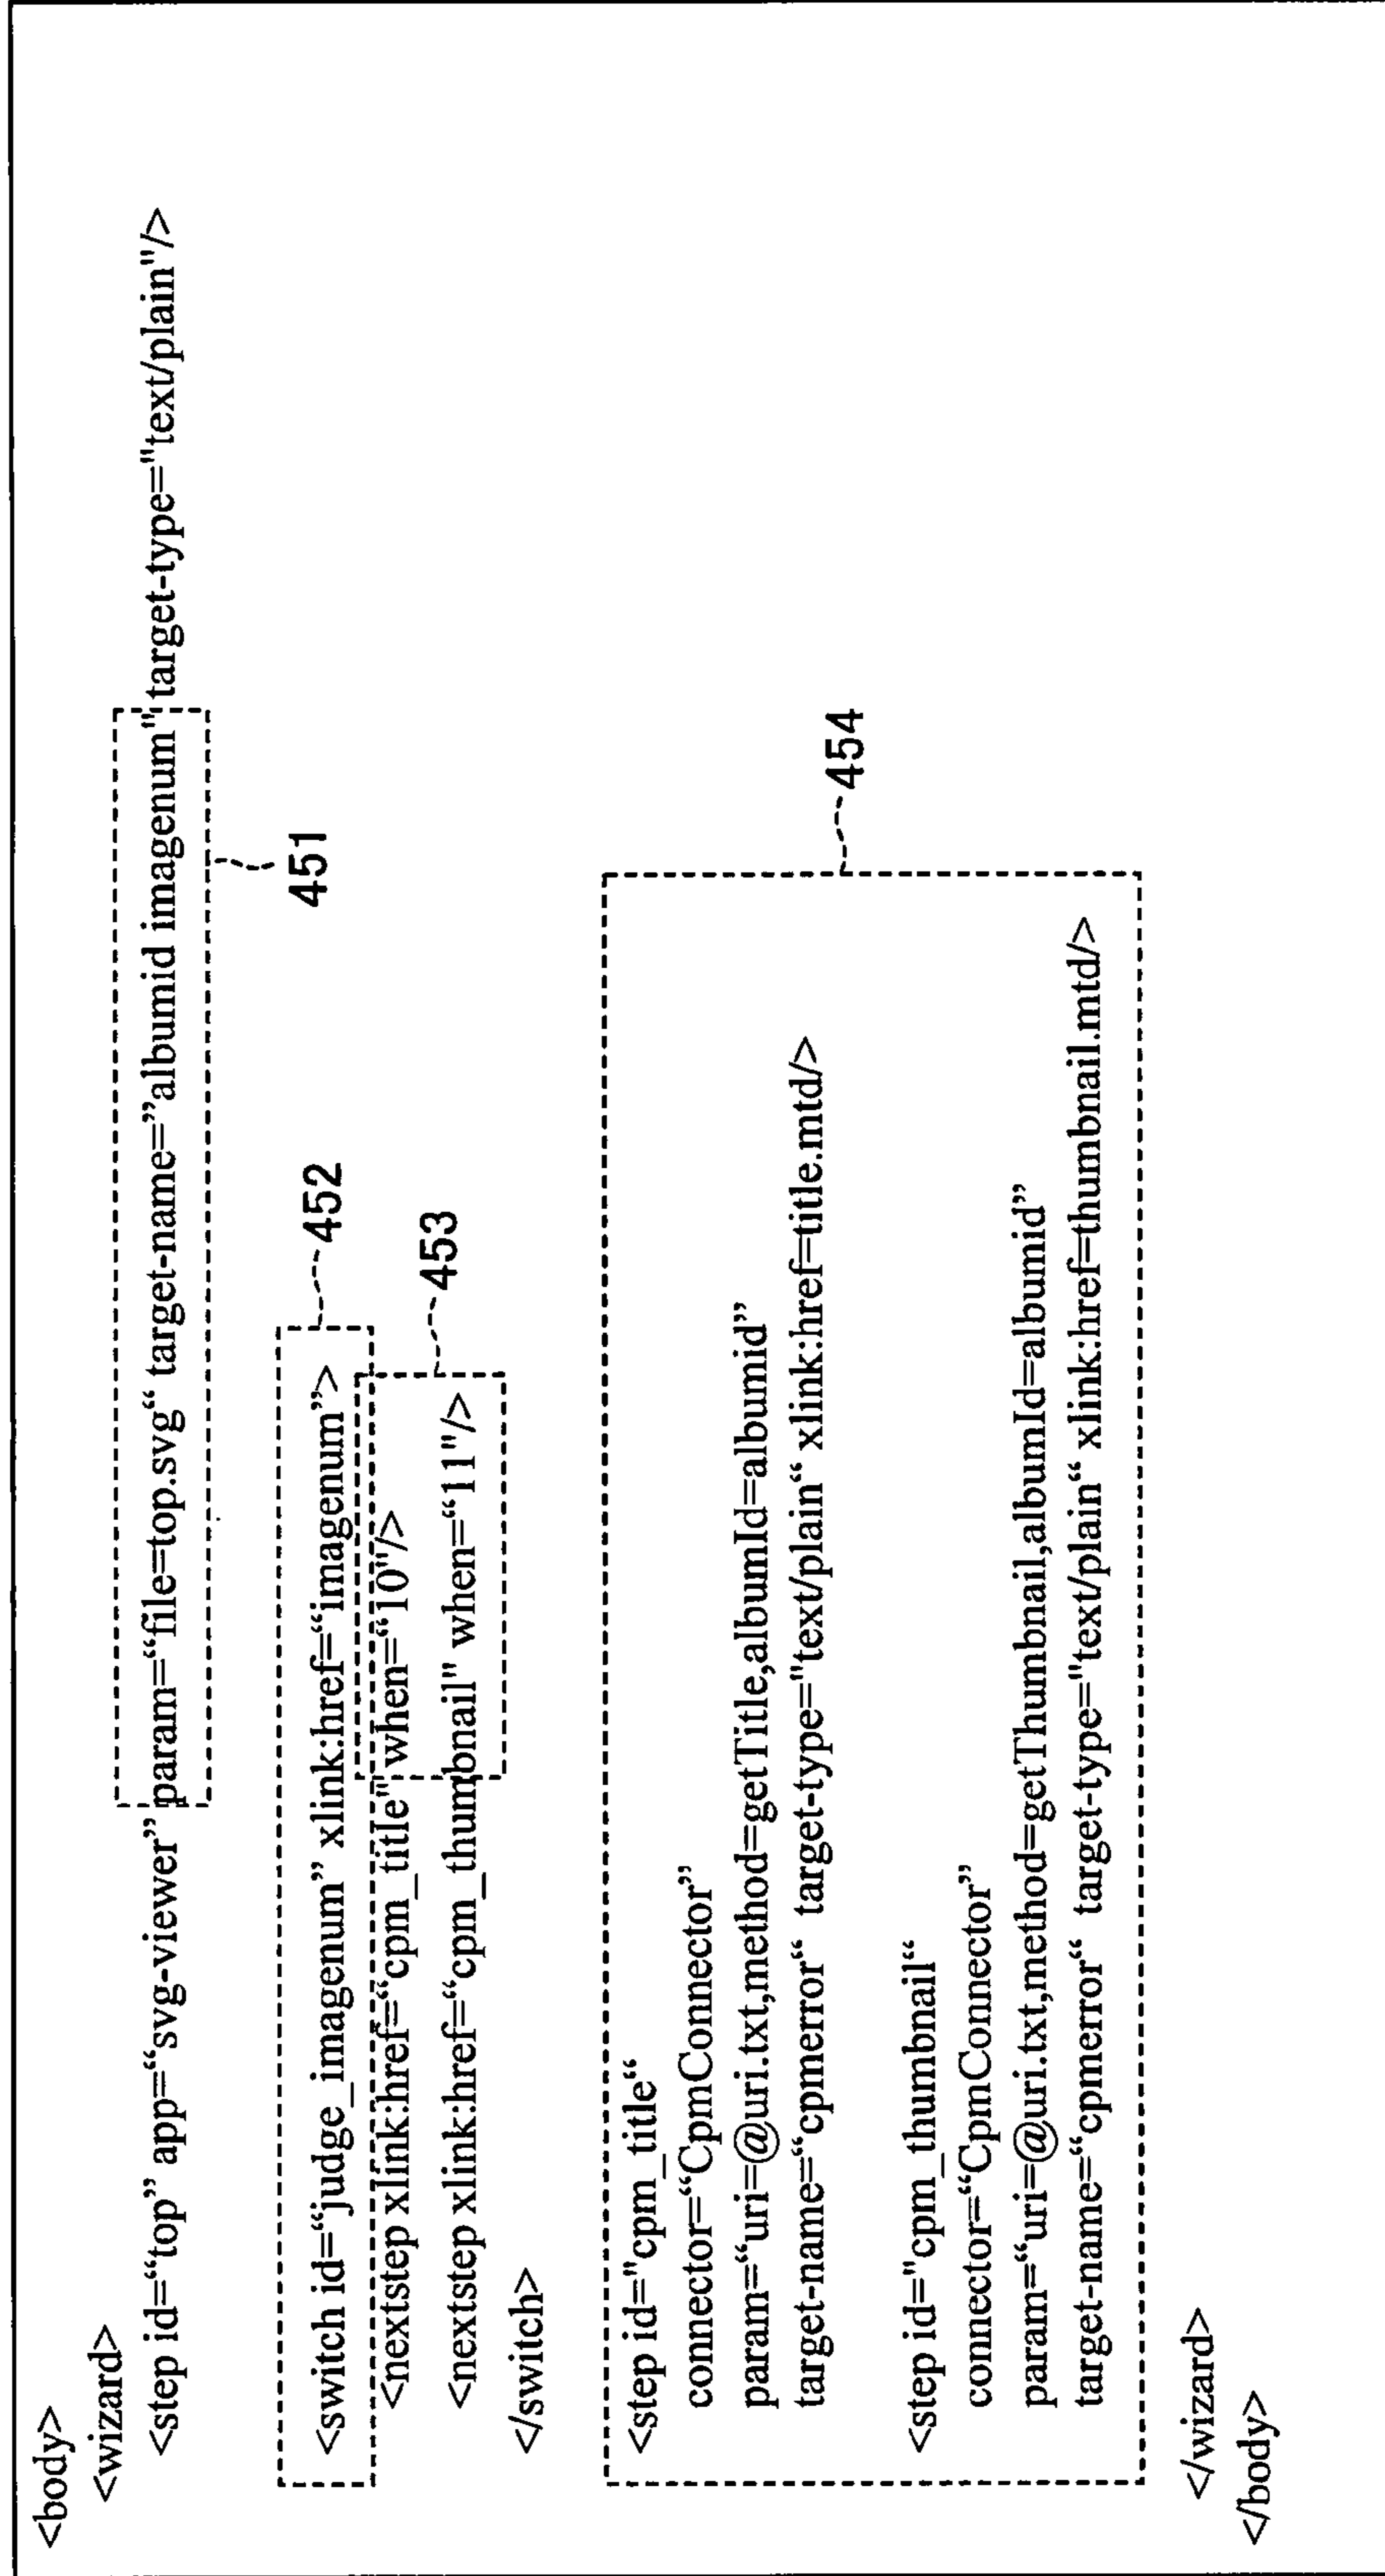 <body>
<wizard>
<step id=“top” app=“svg-viewer” param=“file=top.svg“ target-name=”albumid imagenum" target-type="text/plain"/>
451
<switch id=“judge_imagenum” xlink:href=“imagenum”>
452
<nextstep xlink:href=“cpm_title" when=“10"/>
<nextstep xlink:href=“cpm_thumbnail" when=“11"/>
453
</switch>
<step id="cpm_title“
connector=“CpmConnector”
param=“uri=@uri.txt,method=getTitle,albumId=albumid”
target-name=“cpmerror“ target-type="text/plain“ xlink:href=title.mtd/>
454
<step id="cpm_thumbnail“
connector=“CpmConnector”
param=“uri=@uri.txt,method=getThumbnail,albumId=albumid”
target-name=“cpmerror“ target-type="text/plain“ xlink:href=thumbnail.mtd/>
</wizard>
</body>